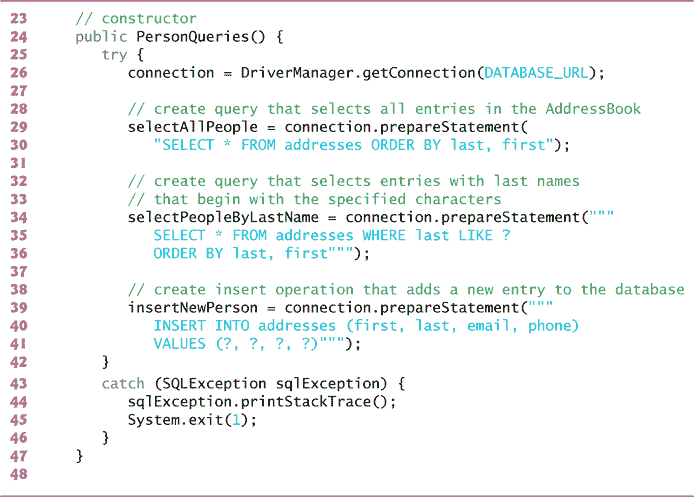 23 // constructor
24 public PersonQueries() {
25 try {
26 connection = DriverManager.getConnection(DATABASE_URL);
27
28 // create query that selects all entries in the AddressBook
29 selectAllPeople = connection.prepareStatement(
30 "SELECT * FROM addresses ORDER BY last, first");
31
32 // create query that selects entries with last names
33 // that begin with the specified characters
34 selectPeopleByLastName = connection.prepareStatement("""
35 SELECT * FROM addresses WHERE last LIKE ?
36 ORDER BY last, first""");
37
38 // create insert operation that adds a new entry to the database
39 insertNewPerson = connection.prepareStatement("""
40 INSERT INTO addresses (first, last, email, phone)
41 VALUES (?, ?, ?, ?)""");
42 }
43 catch (SQLException sqlException) {
44 sqlException.printStackTrace();
45 System.exit(1);
46 }
47 }
48